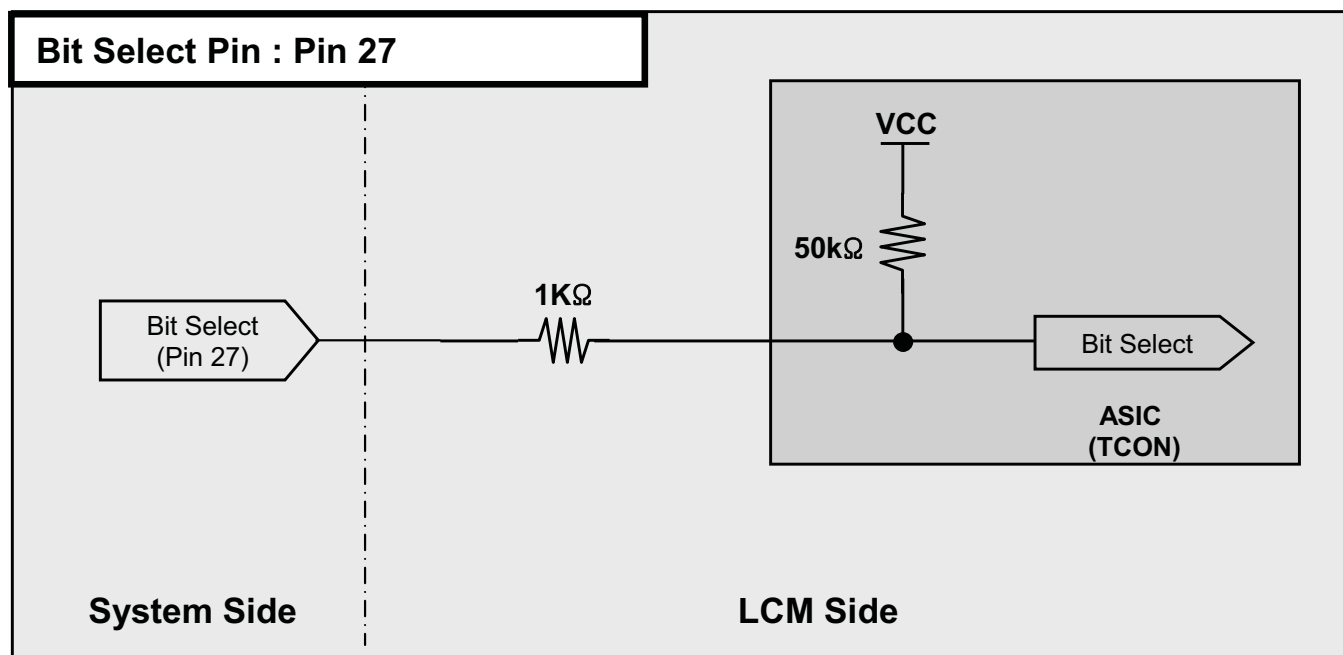 Bit Select Pin : Pin 27
VCC
50kΩ
1KΩ
Bit Select
(Pin 27)
Bit Select
ASIC
(TCON)
System Side
LCM Side